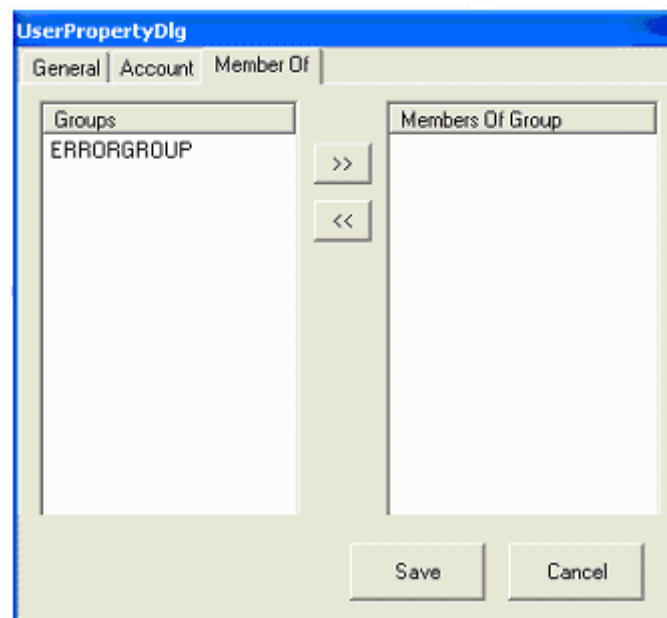 UserPropertyDlg
General Account Member Of
Groups
ERRORGROUP
>>
<<
Members Of Group
Save Cancel